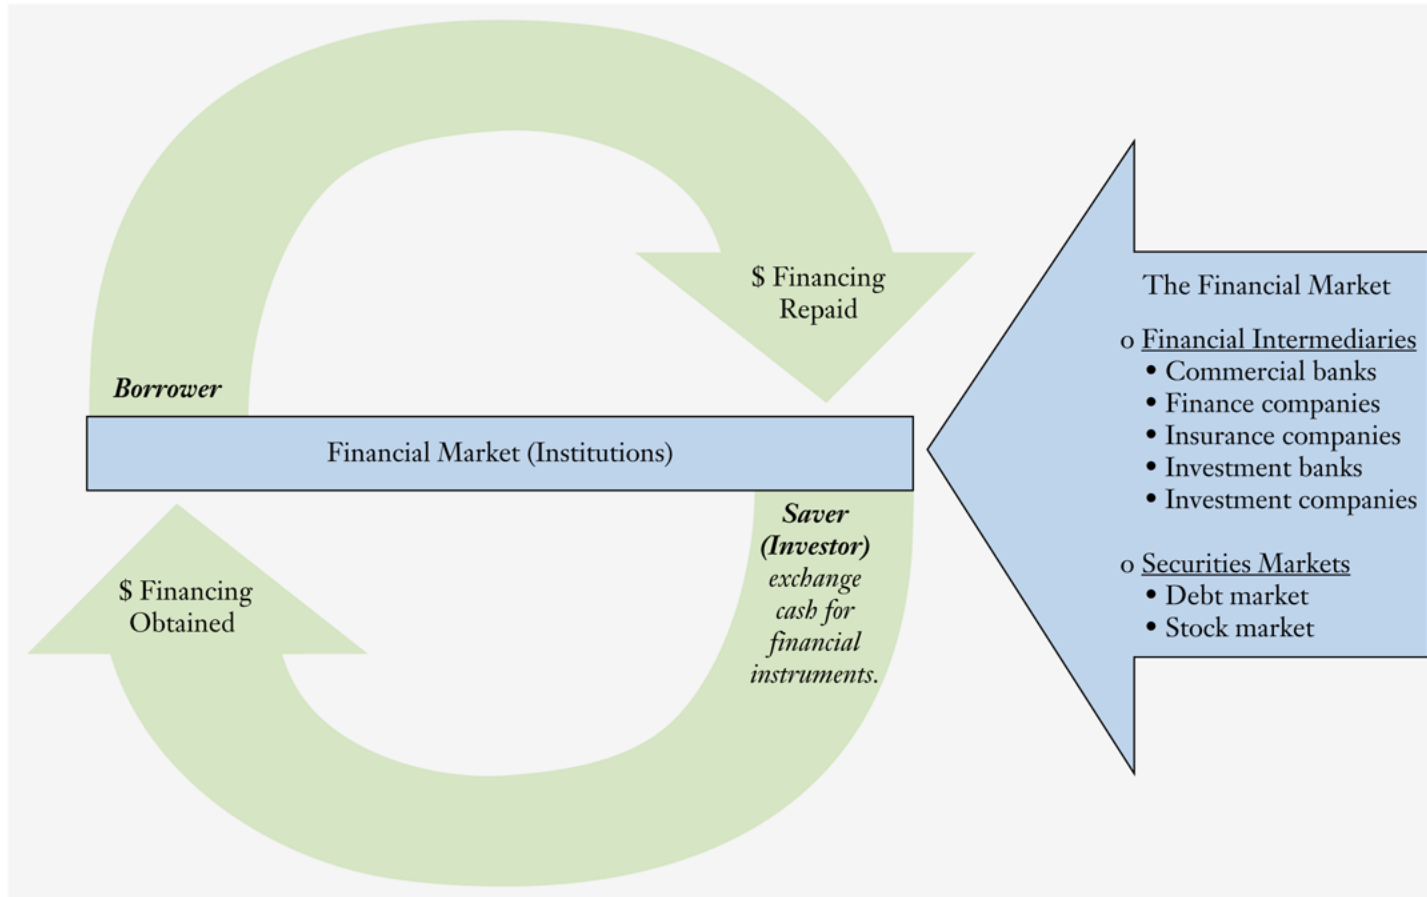 $ Financing
Repaid
Borrower
Financial Market (Institutions)
Saver
(Investor)
exchange
cash for
financial
instruments.
$ Financing
Obtained
The Financial Market
o Financial Intermediaries
• Commercial banks
• Finance companies
• Insurance companies
• Investment banks
• Investment companies
o Securities Markets
• Debt market
• Stock market